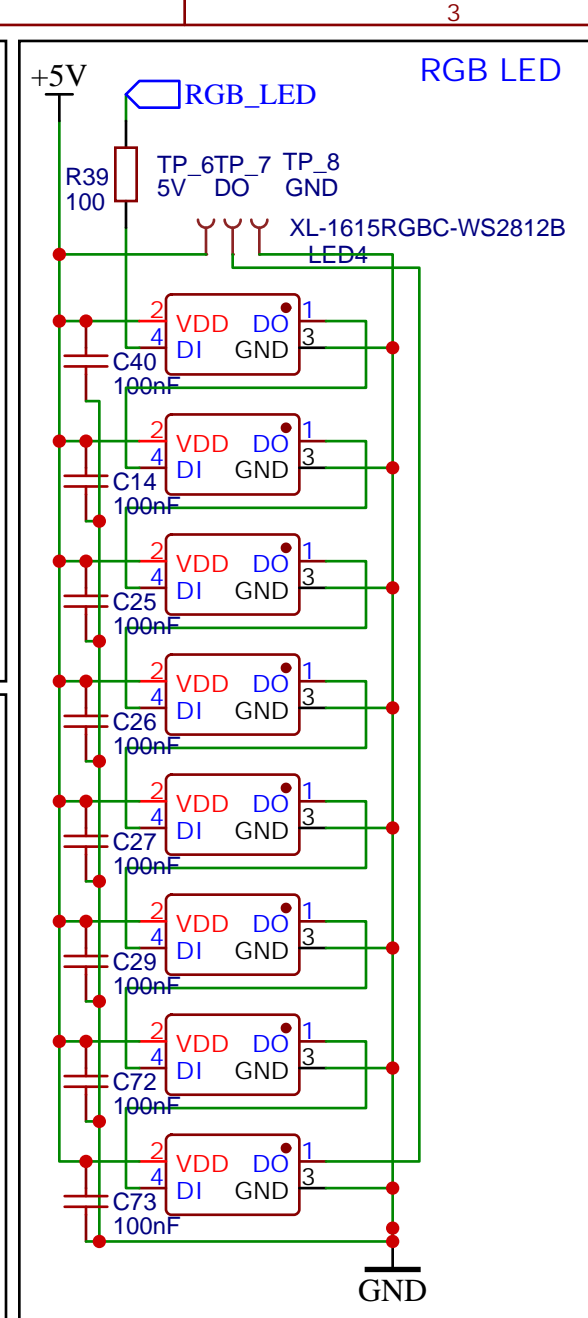 3
RGB LED
+5V
RGB_LED
R39
100
TP_6 TP_7 TP_8
5V DO GND
XL-1615RGBC-WS2812B
LED4
2 VDD DO 1
4 DI GND 3
C40
100nF
2 VDD DO 1
4 DI GND 3
C14
100nF
2 VDD DO 1
4 DI GND 3
C25
100nF
2 VDD DO 1
4 DI GND 3
C26
100nF
2 VDD DO 1
4 DI GND 3
C27
100nF
2 VDD DO 1
4 DI GND 3
C29
100nF
2 VDD DO 1
4 DI GND 3
C72
100nF
2 VDD DO 1
4 DI GND 3
C73
100nF
GND